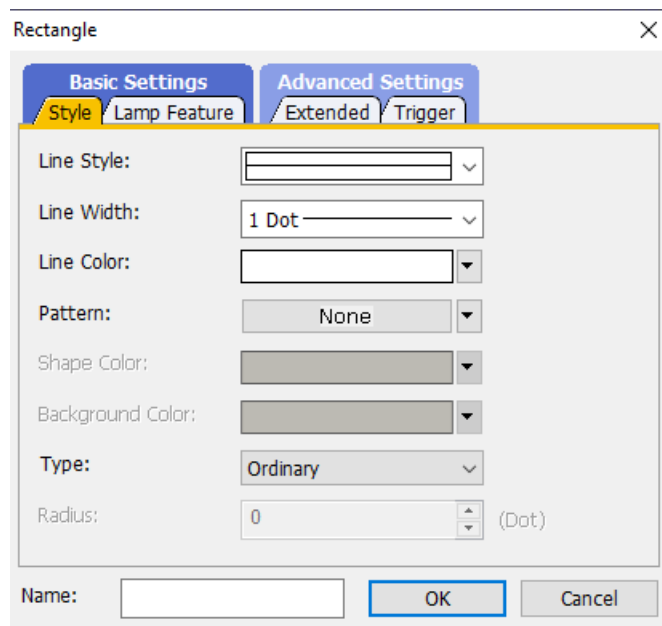 Rectangle
Basic Settings Advanced Settings
Style Lamp Feature Extended Trigger
Line Style:
Line Width: 1 Dot
Line Color:
Pattern: None
Shape Color:
Background Color:
Type: Ordinary
Radius: 0 (Dot)
Name: OK Cancel